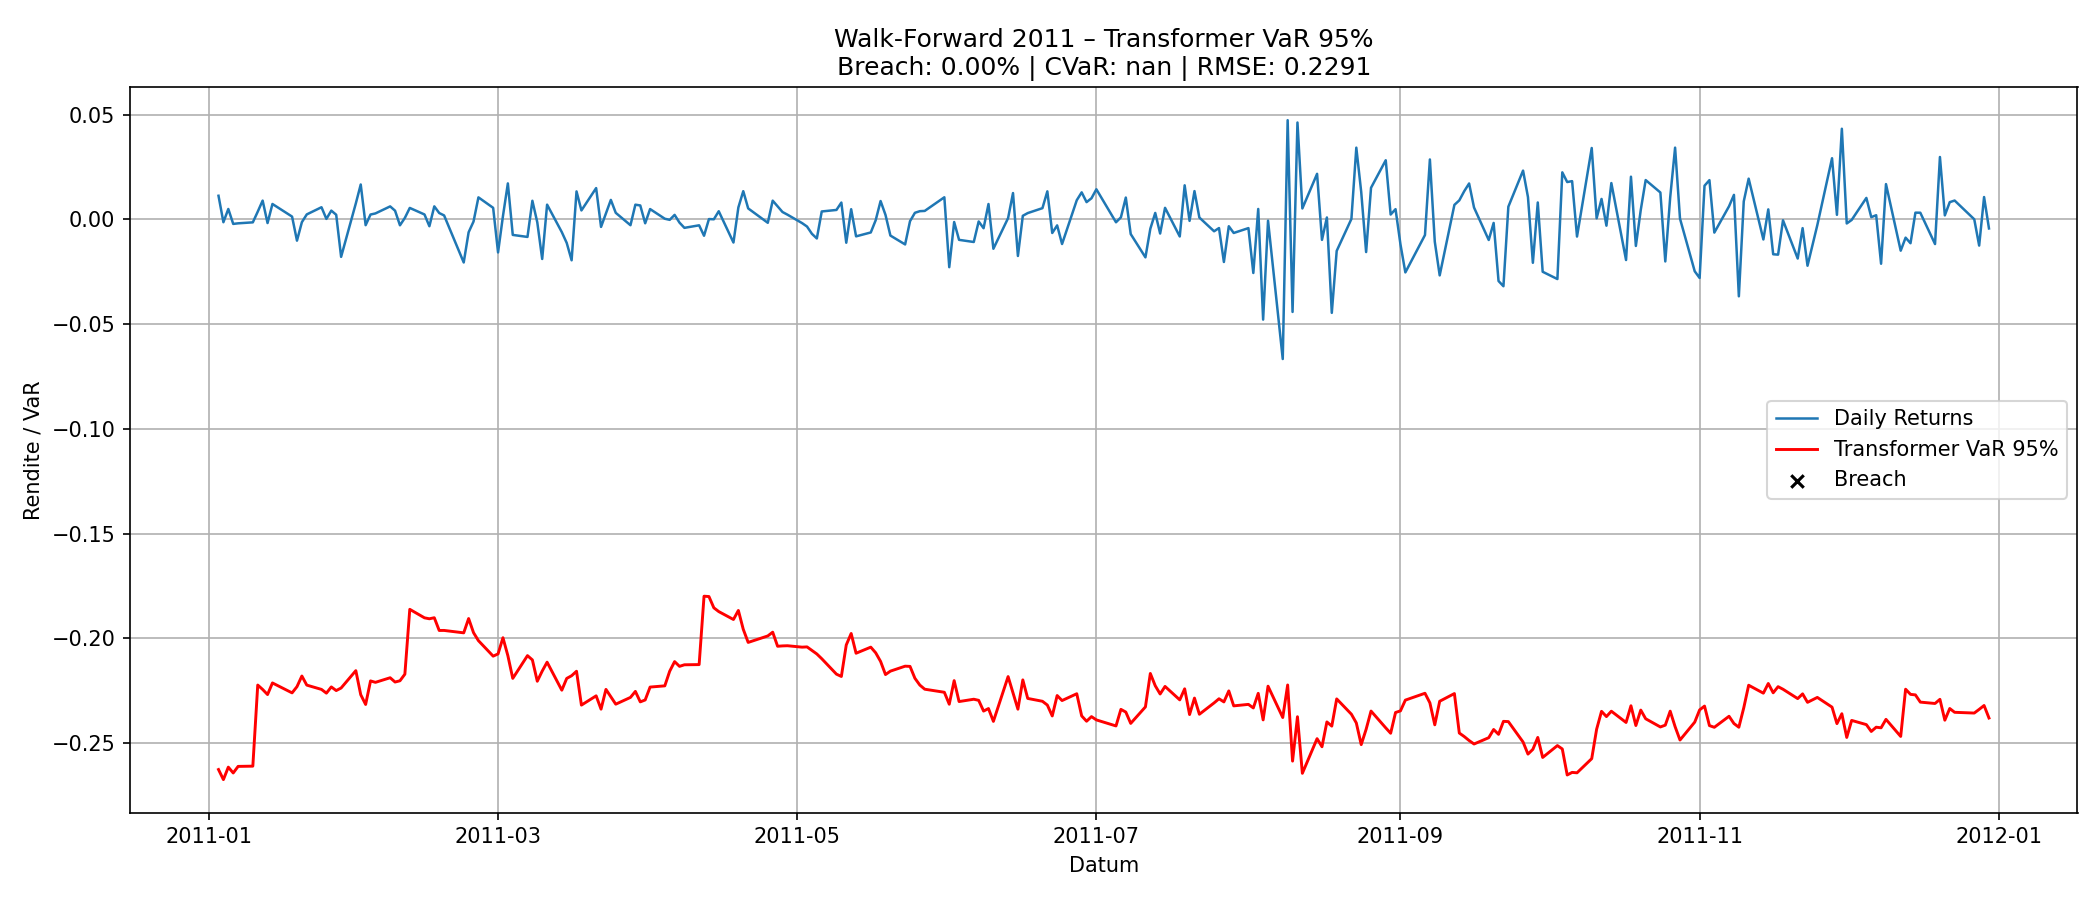 Walk-Forward 2011 – Transformer VaR 95%
Breach: 0.00% | CVaR: nan | RMSE: 0.2291
Rendite / VaR
0.05
0.00
−0.05
−0.10
−0.15
−0.20
−0.25
Daily Returns
Transformer VaR 95%
Breach
2011-01
2011-03
2011-05
2011-07
2011-09
2011-11
2012-01
Datum